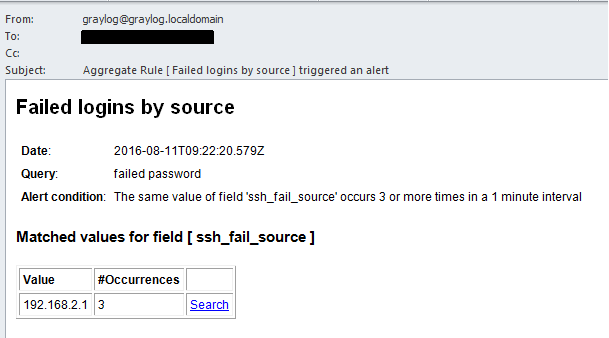 From: graylog@graylog.localdomain
To:
Cc:
Subject: Aggregate Rule [ Failed logins by source ] triggered an alert
Failed logins by source
Date: 2016-08-11T09:22:20.579Z
Query: failed password
Alert condition: The same value of field 'ssh_fail_source' occurs 3 or more times in a 1 minute interval
Matched values for field [ ssh_fail_source ]
Value #Occurrences
192.168.2.1 3 Search